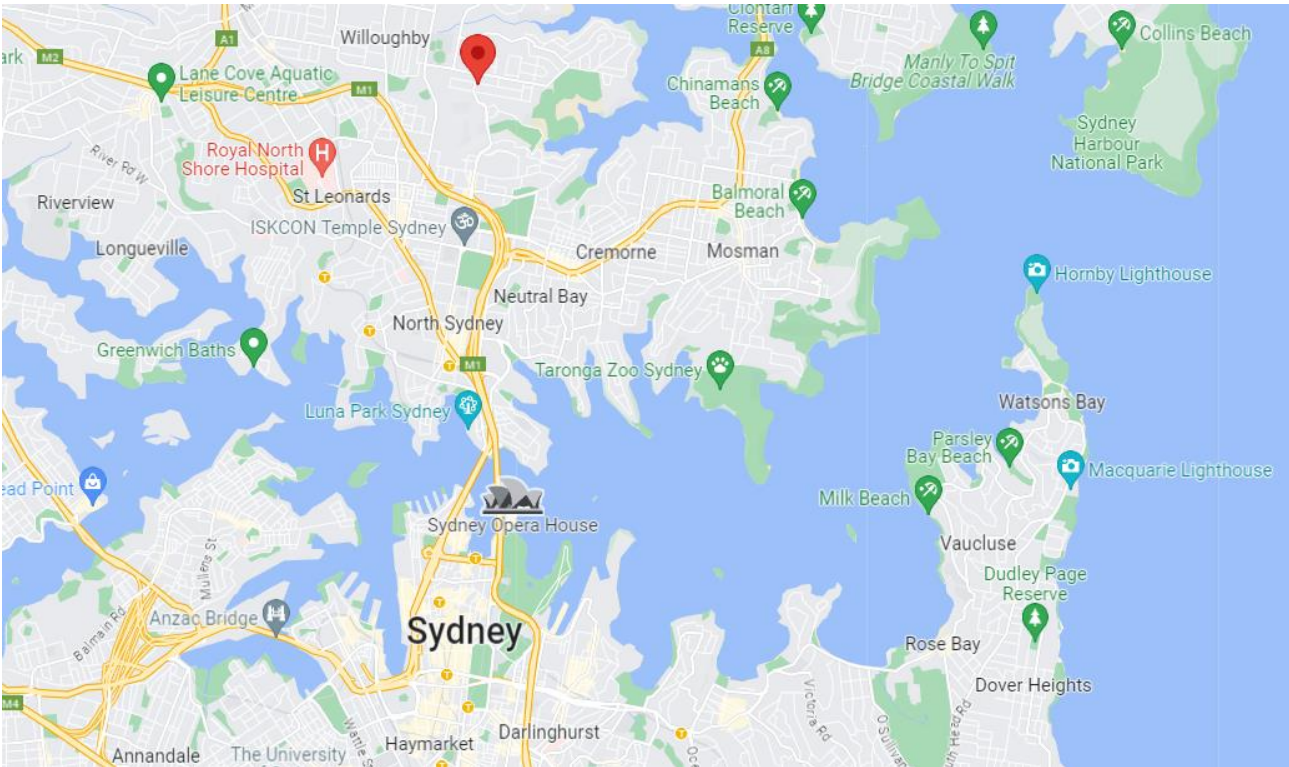 Clontarf
Reserve
Willoughby
A1
A8
Collins Beach
ark
M2
Manly To Spit
Bridge Coastal Walk
Lane Cove Aquatic
Leisure Centre
M1
Chinamans
Beach
Sydney
Harbour
National Park
River Rd W
Royal North
Shore Hospital
H
St Leonards
Balmoral
Beach
Riverview
ISKCON Temple Sydney
Longueville
Cremorne
Mosman
T
Hornby Lighthouse
Neutral Bay
North Sydney
T
Greenwich Baths
T
M1
Taronga Zoo Sydney
Luna Park Sydney
Watsons Bay
Parsley
Bay Beach
Macquarie Lighthouse
ead Point
Milk Beach
Sydney Opera House
Mullens St
Vaucluse
T
Dudley Page
Reserve
T
Anzac Bridge
Balmain Rd
Sydney
Rose Bay
T
Dover Heights
M4
T
Victoria Rd
O'Sullivan
uth Head Rd
Wattle S
Darlinghurst
T
Haymarket
Annandale
The University